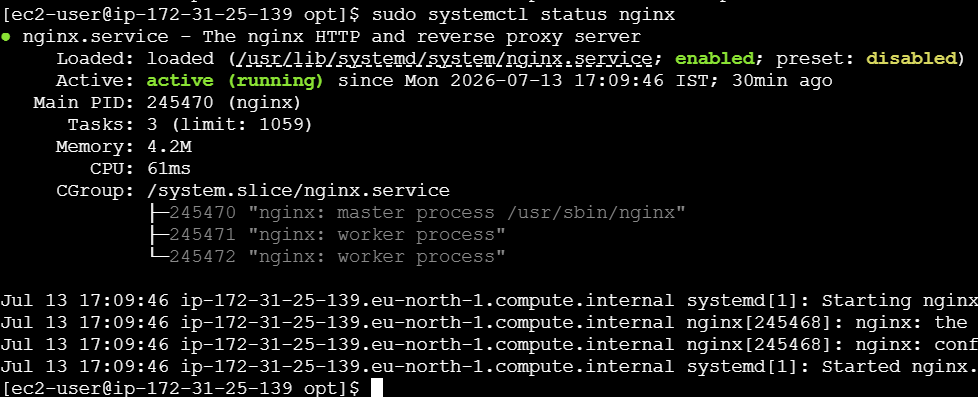 [ec2-user@ip-172-31-25-139 opt]$ sudo systemctl status nginx
● nginx.service - The nginx HTTP and reverse proxy server
     Loaded: loaded (/usr/lib/systemd/system/nginx.service; enabled; preset: disabled)
     Active: active (running) since Mon 2026-07-13 17:09:46 IST; 30min ago
   Main PID: 245470 (nginx)
      Tasks: 3 (limit: 1059)
     Memory: 4.2M
        CPU: 61ms
     CGroup: /system.slice/nginx.service
             ├─245470 "nginx: master process /usr/sbin/nginx"
             ├─245471 "nginx: worker process"
             └─245472 "nginx: worker process"
Jul 13 17:09:46 ip-172-31-25-139.eu-north-1.compute.internal systemd[1]: Starting nginx
Jul 13 17:09:46 ip-172-31-25-139.eu-north-1.compute.internal nginx[245468]: nginx: the
Jul 13 17:09:46 ip-172-31-25-139.eu-north-1.compute.internal nginx[245468]: nginx: conf
Jul 13 17:09:46 ip-172-31-25-139.eu-north-1.compute.internal systemd[1]: Started nginx.
[ec2-user@ip-172-31-25-139 opt]$